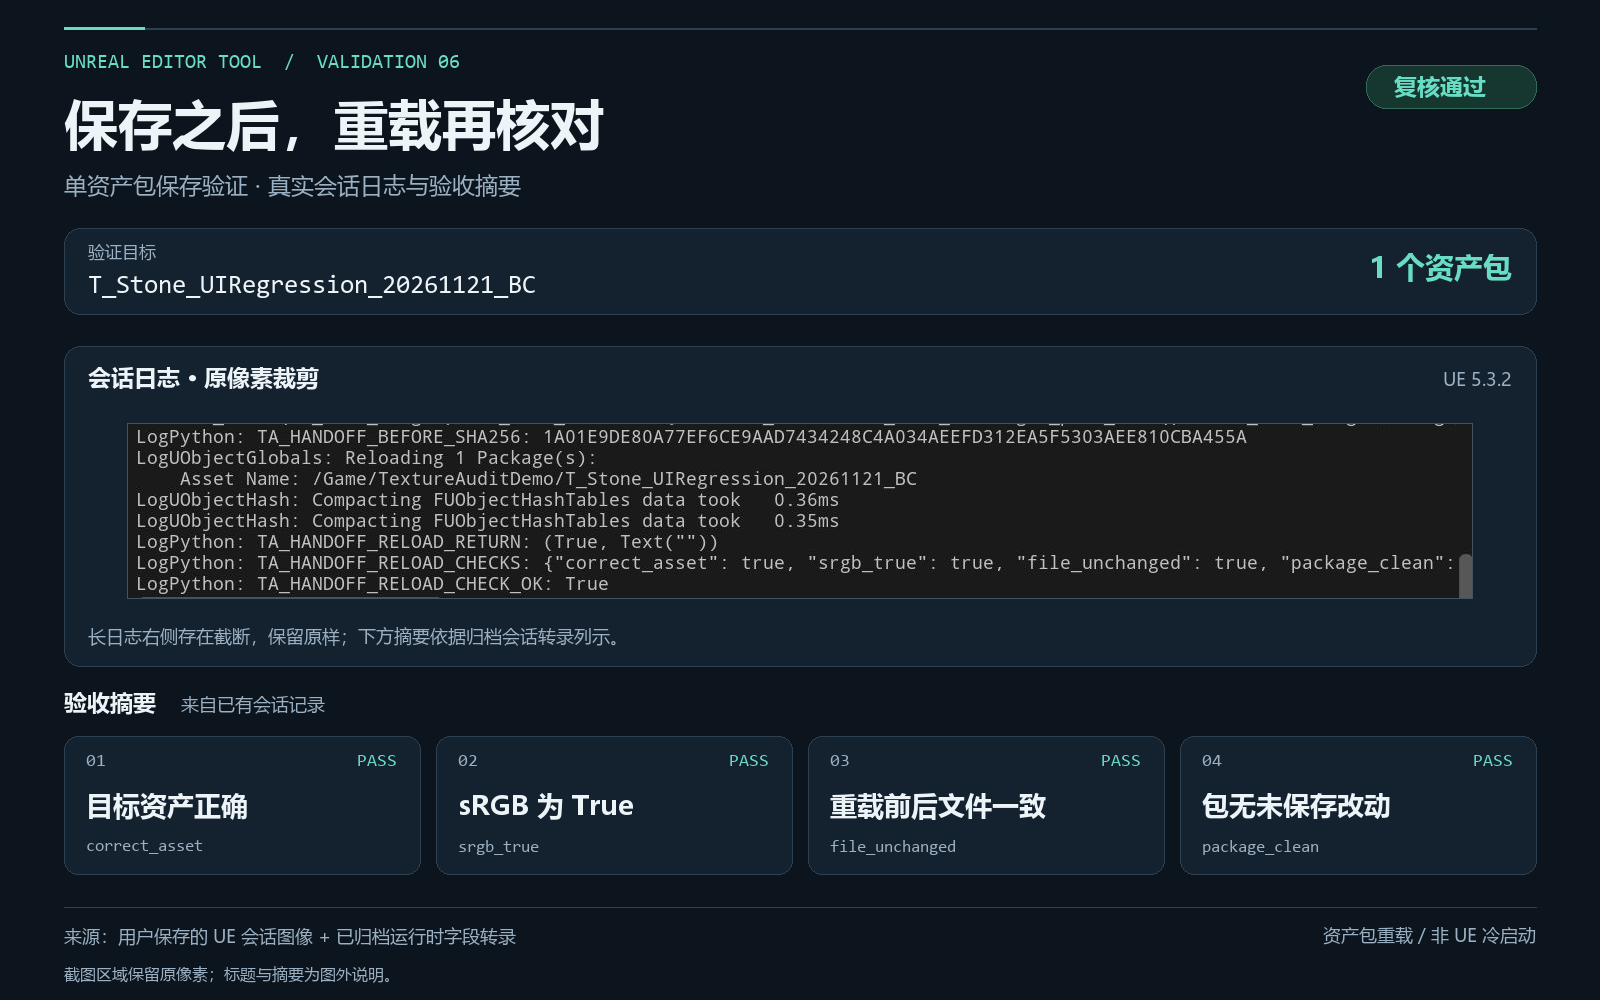 UNREAL EDITOR TOOL / VALIDATION 06
复核通过
保存之后，重载再核对
单资产包保存验证 · 真实会话日志与验收摘要
验证目标
T_Stone_UIRegression_20261121_BC
1 个资产包
会话日志 • 原像素裁剪
UE 5.3.2
LogPython: TA_HANDOFF_BEFORE_SHA256: 1A01E9DE80A77EF6CE9AAD7434248C4A034AEEFD312EA5F5303AEE810CBA455A
LogUObjectGlobals: Reloading 1 Package(s):
Asset Name: /Game/TextureAuditDemo/T_Stone_UIRegression_20261121_BC
LogUObjectHash: Compacting FUObjectHashTables data took 0.36ms
LogUObjectHash: Compacting FUObjectHashTables data took 0.35ms
LogPython: TA_HANDOFF_RELOAD_RETURN: (True, Text(""))
LogPython: TA_HANDOFF_RELOAD_CHECKS: {"correct_asset": true, "srgb_true": true, "file_unchanged": true, "package_clean":
LogPython: TA_HANDOFF_RELOAD_CHECK_OK: True
长日志右侧存在截断，保留原样；下方摘要依据归档会话转录列示。
验收摘要 来自已有会话记录
01 PASS
目标资产正确
correct_asset
02 PASS
sRGB 为 True
srgb_true
03 PASS
重载前后文件一致
file_unchanged
04 PASS
包无未保存改动
package_clean
来源：用户保存的 UE 会话图像 + 已归档运行时字段转录
资产包重载 / 非 UE 冷启动
截图区域保留原像素；标题与摘要为图外说明。